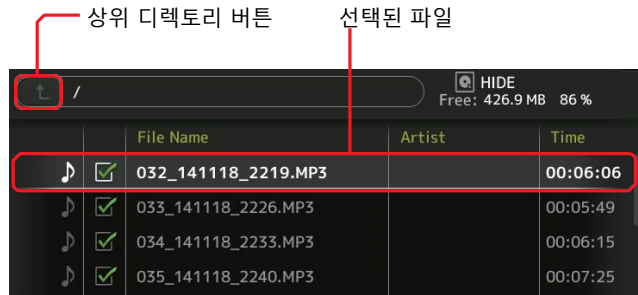 상위 디렉토리 버튼 선택된 파일
/ HIDE
Free: 426.9 MB 86 %
File Name Artist Time
032_141118_2219.MP3 00:06:06
033_141118_2226.MP3 00:05:49
034_141118_2233.MP3 00:06:15
035_141118_2240.MP3 00:07:25